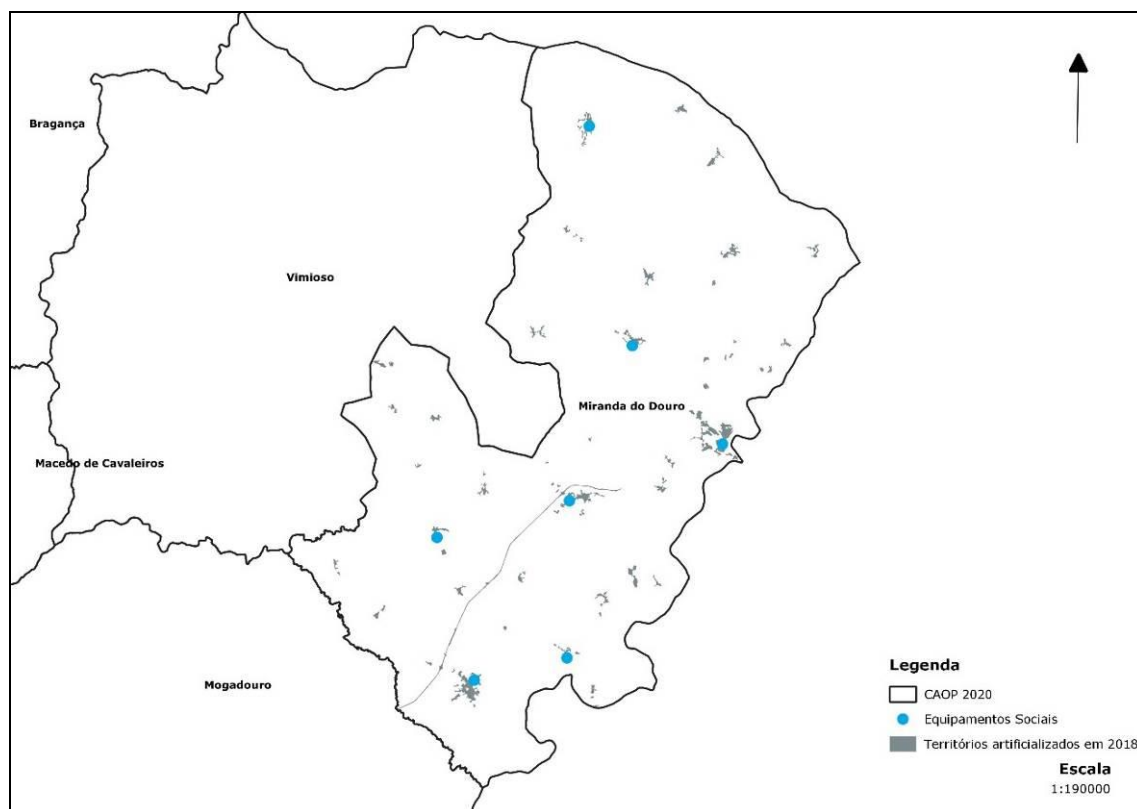 Bragança
Vimioso
Miranda do Douro
Macedo de Cavaleiros
Mogadouro
Legenda
CAOP 2020
Equipamentos Sociais
Territórios artificializados em 2018
Escala
1:190000